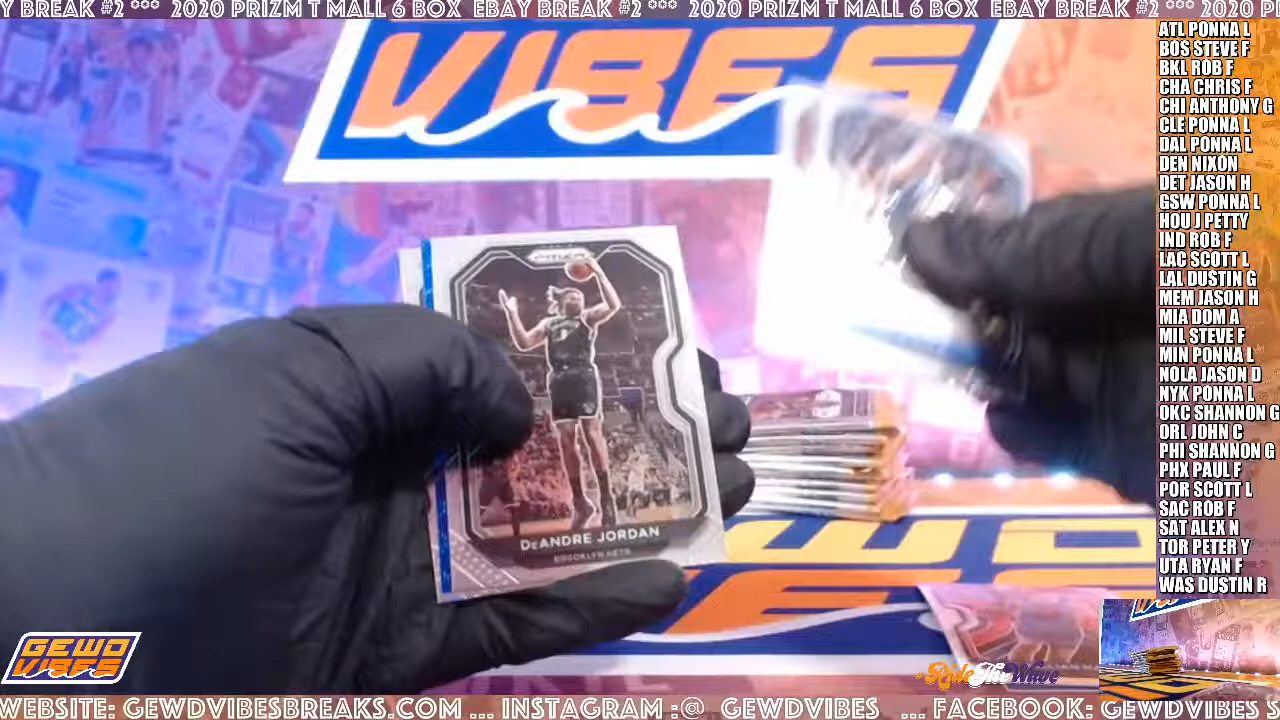 Y BREAK #2 *** 2020 PRIZM T MALL 6 BOX EBAY BREAK #2 *** 2020 PRIZM T MALL 6 BOX EBAY BREAK #2 *** 2020 PR
VIBES
ATL PONNA L
BOS STEVE F
BKL ROB F
CHA CHRIS F
CHI ANTHONY G
CLE PONNA L
DAL PONNA L
DEN NIXON
DET JASON H
GSW PONNA L
HOU J PETTY
IND ROB F
LAC SCOTT L
LAL DUSTIN G
MEM JASON H
MIA DOM A
MIL STEVE F
MIN PONNA L
NOLA JASON D
NYK PONNA L
OKC SHANNON G
ORL JOHN C
PHI SHANNON G
PHX PAUL F
POR SCOTT L
SAC ROB F
SAT ALEX N
TOR PETER Y
UTA RYAN F
WAS DUSTIN R
PRIZM
DeANDRE JORDAN
BROOKLYN NETS
GEWD
VIBES
#RideTheWave
WEBSITE: GEWDVIBESBREAKS.COM ... INSTAGRAM :@ GEWDVIBES ... FACEBOOK: GEWDVIBES S